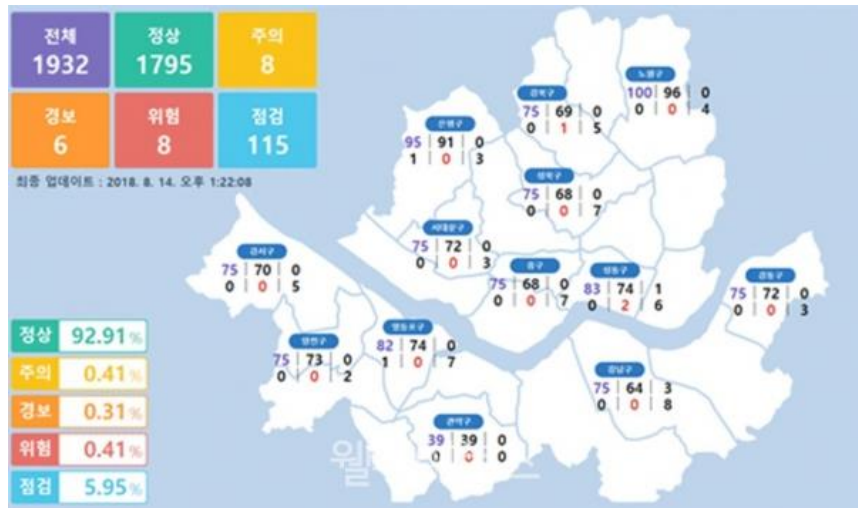 전체 정상 주의
1932 1795 8
경보 위험 점검
6 8 115
최종 업데이트 : 2018. 8. 14. 오후 1:22:08
노원구
100 | 96 | 0
0 | 0 | 4
강북구
75 | 69 | 0
0 | 1 | 5
은평구
95 | 91 | 0
1 | 0 | 3
성북구
75 | 68 | 0
0 | 0 | 7
서대문구
75 | 72 | 0
0 | 0 | 3
강서구
75 | 70 | 0
0 | 0 | 5
중구
75 | 68 | 0
0 | 0 | 7
성동구
83 | 74 | 1
0 | 2 | 6
강동구
75 | 72 | 0
0 | 0 | 3
영등포구
82 | 74 | 0
1 | 0 | 7
양천구
75 | 73 | 0
0 | 0 | 2
강남구
75 | 64 | 3
0 | 0 | 8
관악구
39 | 39 | 0
0 | 0 | 0
정상 92.91%
주의 0.41%
경보 0.31%
위험 0.41%
점검 5.95%